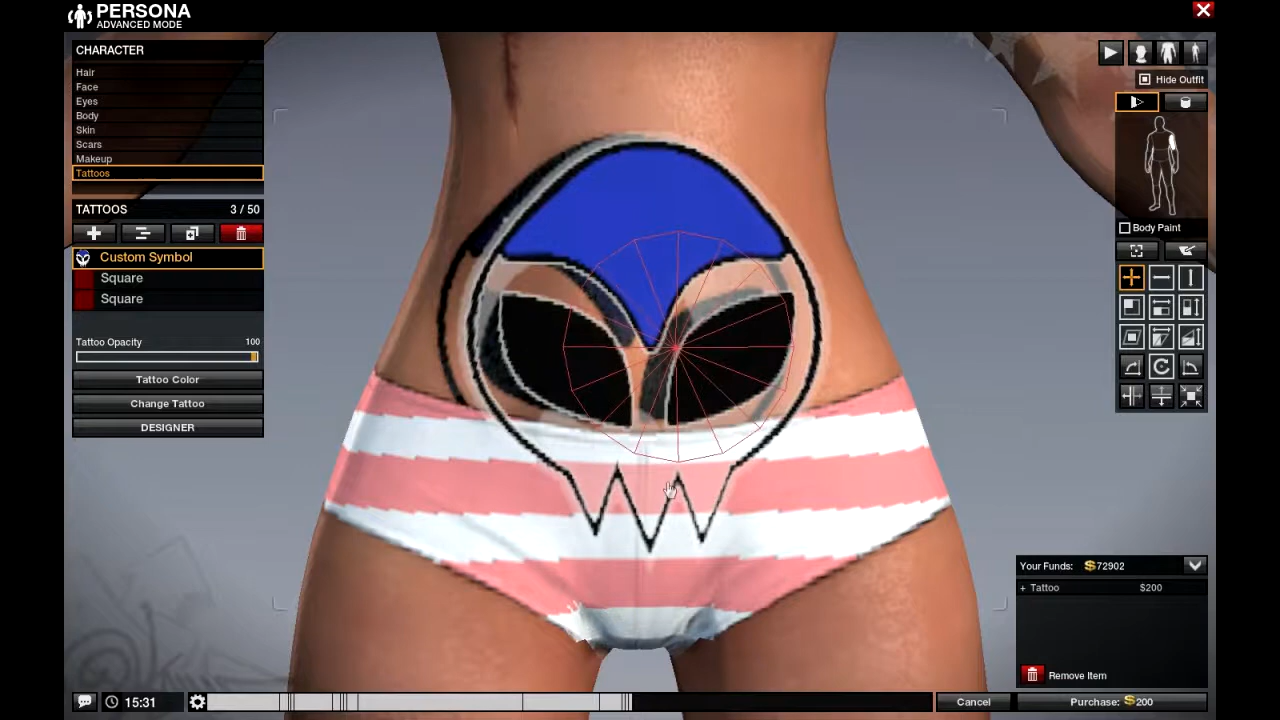 PERSONA
ADVANCED MODE
CHARACTER
Hair
Face
Eyes
Body
Skin
Scars
Makeup
Tattoos
TATTOOS 3 / 50
Custom Symbol
Square
Square
Tattoo Opacity 100
Tattoo Color
Change Tattoo
DESIGNER
Hide Outfit
Body Paint
Your Funds: $72902
+ Tattoo $200
Remove Item
15:31
Cancel
Purchase: $200